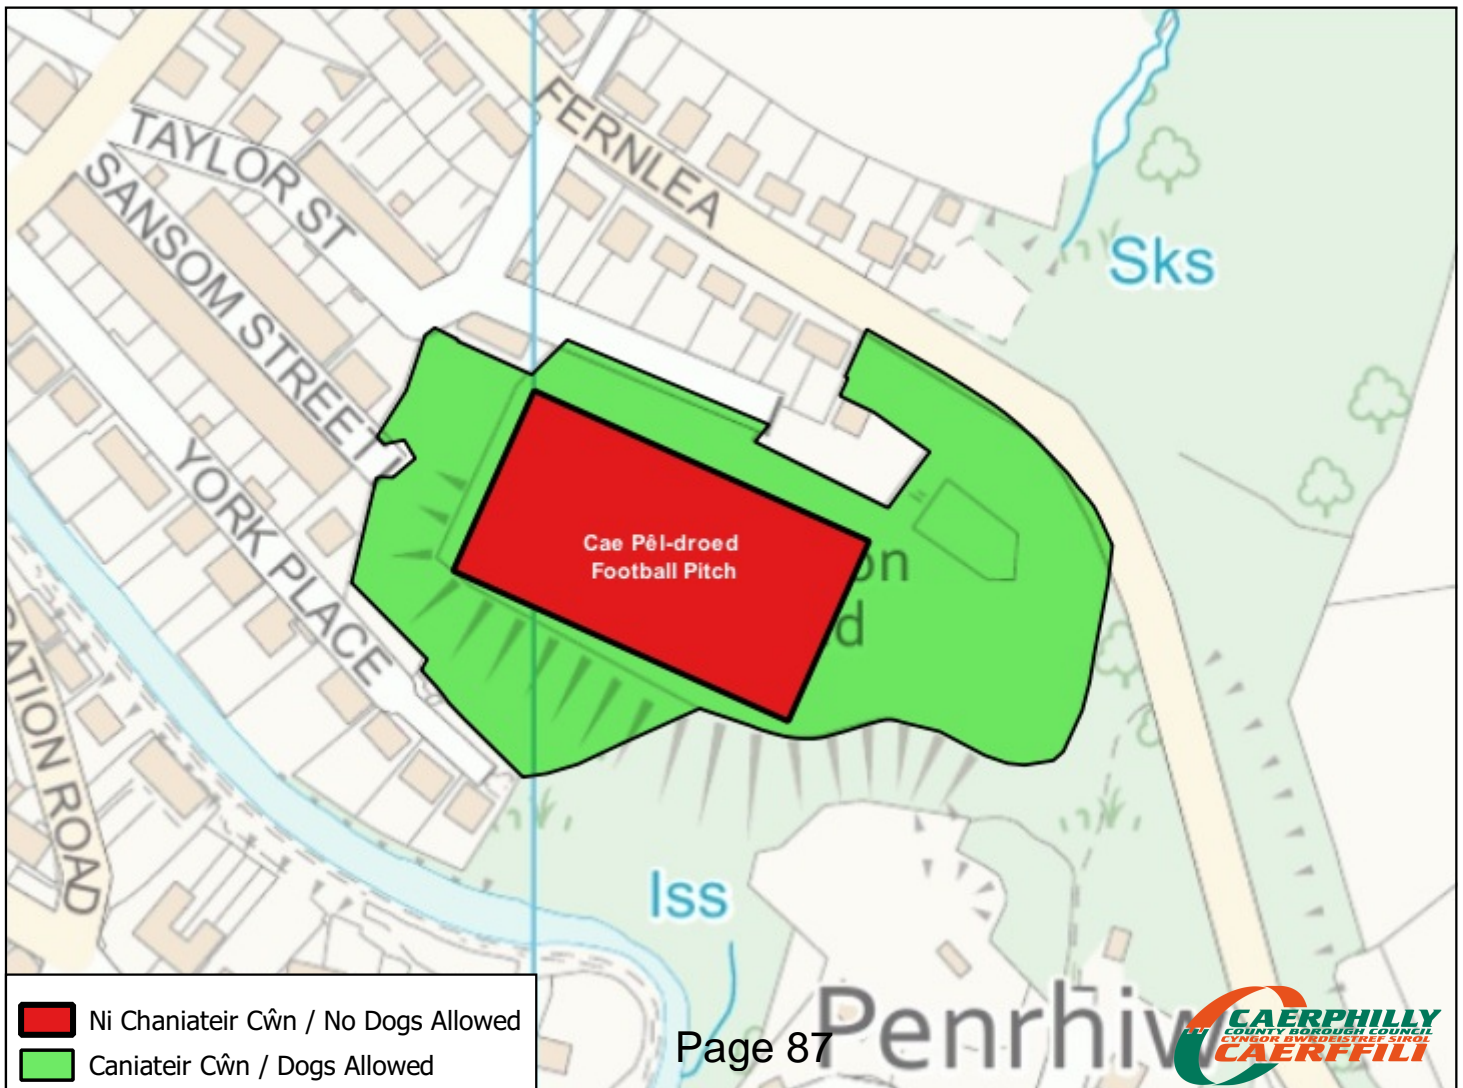 TAYLOR ST
FERNLEA
SANSOM STREET
YORK PLACE
Sks
Cae Pêl-droed
Football Pitch
on
d
ATION ROAD
Iss
Penrhiw
Ni Chaniateir Cŵn / No Dogs Allowed
Caniateir Cŵn / Dogs Allowed
Page 87
CAERPHILLY
COUNTY BOROUGH COUNCIL
CYNGOR BWRDEISTREF SIROL
CAERFFILI